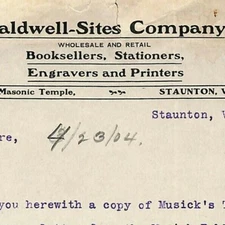 aldwell-Sites Company
WHOLESALE AND RETAIL
Booksellers, Stationers,
Engravers and Printers
Masonic Temple, STAUNTON, V
Staunton, V
re, 4/23/04.
you herewith a copy of Musick's T